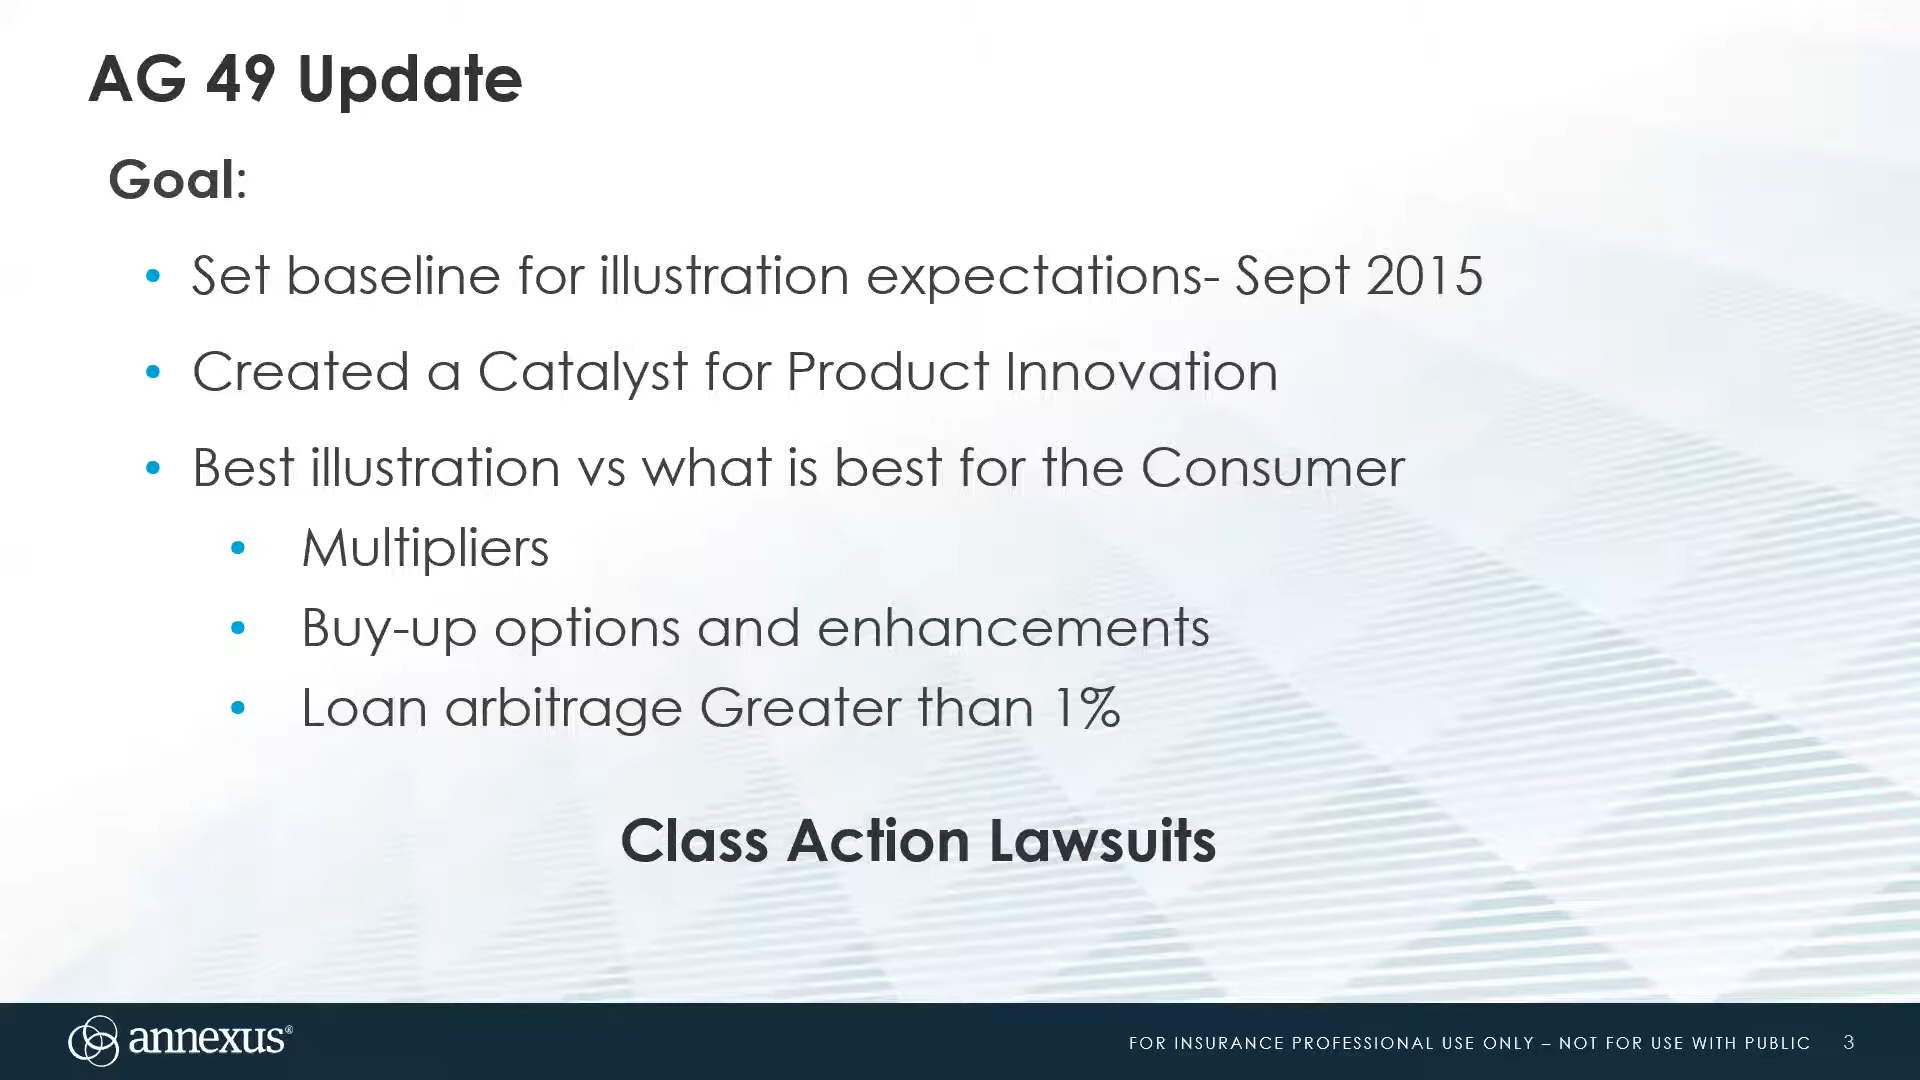 AG 49 Update
Goal:
• Set baseline for illustration expectations- Sept 2015
• Created a Catalyst for Product Innovation
• Best illustration vs what is best for the Consumer
• Multipliers
• Buy-up options and enhancements
• Loan arbitrage Greater than 1%
Class Action Lawsuits
annexus®
FOR INSURANCE PROFESSIONAL USE ONLY – NOT FOR USE WITH PUBLIC 3